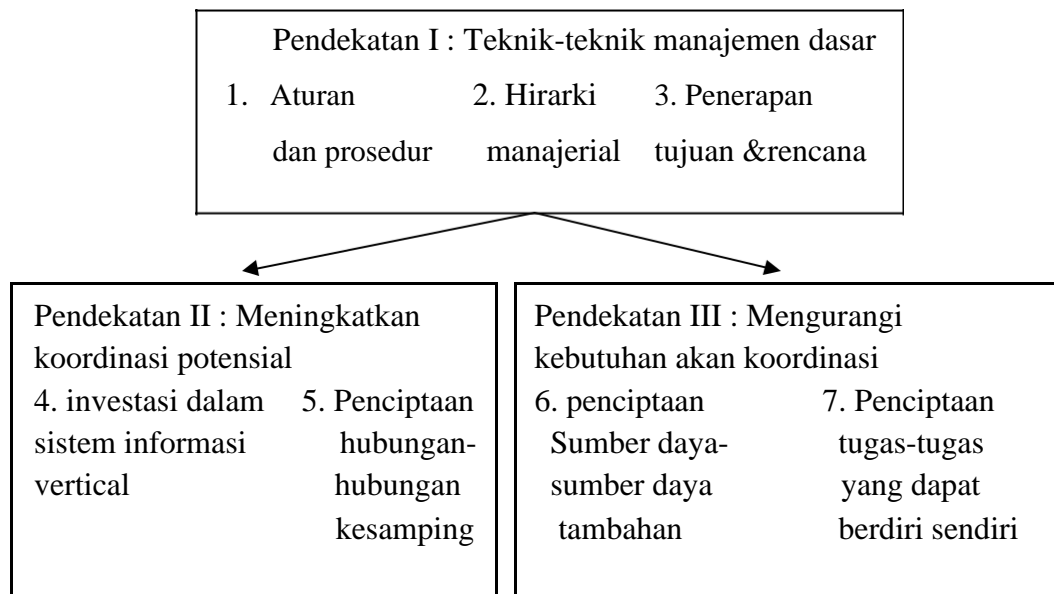 Pendekatan I : Teknik-teknik manajemen dasar
1. Aturan 2. Hirarki 3. Penerapan
dan prosedur manajerial tujuan &rencana
Pendekatan II : Meningkatkan
koordinasi potensial
4. investasi dalam 5. Penciptaan
sistem informasi hubungan-
vertical hubungan
kesamping
Pendekatan III : Mengurangi
kebutuhan akan koordinasi
6. penciptaan 7. Penciptaan
Sumber daya- tugas-tugas
sumber daya yang dapat
tambahan berdiri sendiri